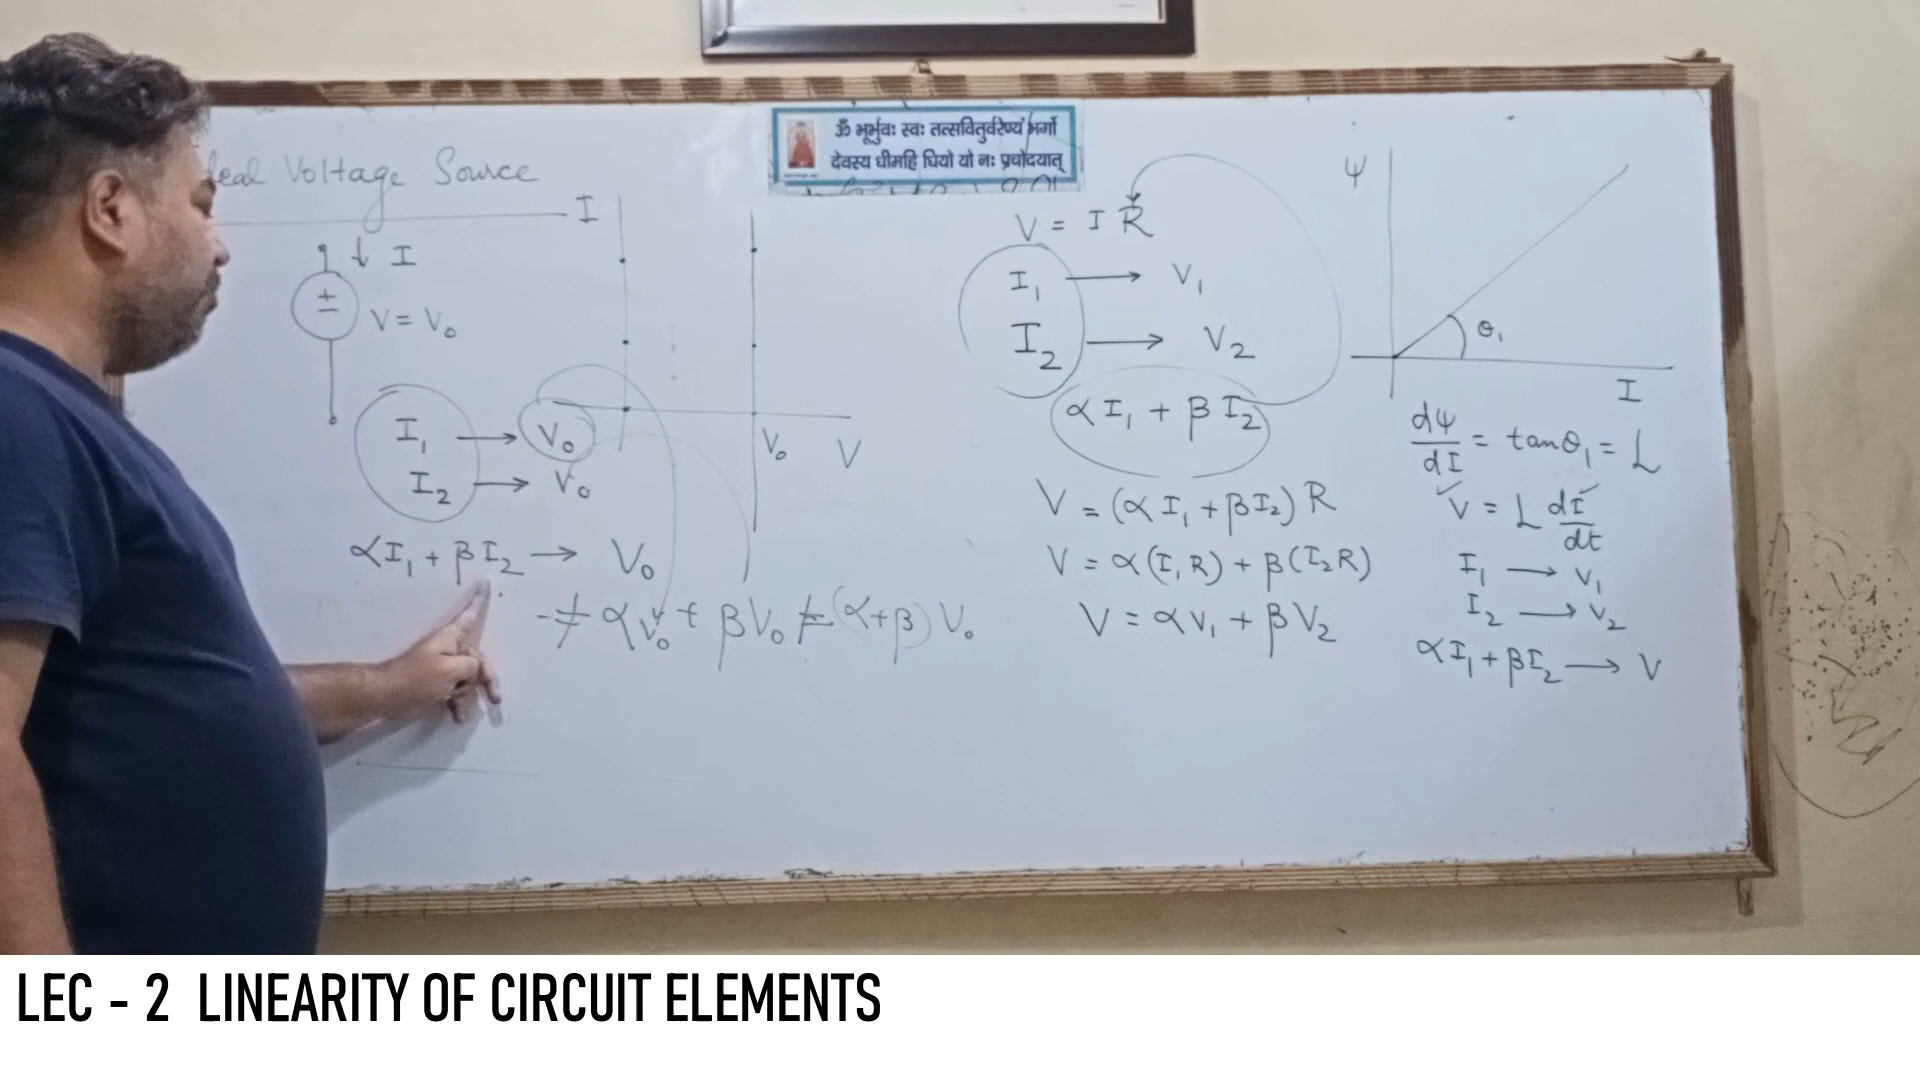 ॐ भूर्भुवः स्वः तत्सवितुर्वरेण्यं भर्गो
देवस्य धीमहि धियो यो नः प्रचोदयात्
Voltage Source
I
I
V = V₀
I₁ → V₀
I₂ → V₀
V₀ V
αI₁ + βI₂ → V₀
≠ αV₀ + βV₀ ≠ (α+β) V₀
V = I R
I₁ → V₁
I₂ → V₂
αI₁ + βI₂
V = (αI₁ + βI₂) R
V = α(I₁R) + β(I₂R)
V = αV₁ + βV₂
ψ
θ₁
I
dψ/dI = tanθ₁ = L
V = L dI/dt
I₁ → V₁
I₂ → V₂
αI₁ + βI₂ → V
LEC - 2 LINEARITY OF CIRCUIT ELEMENTS